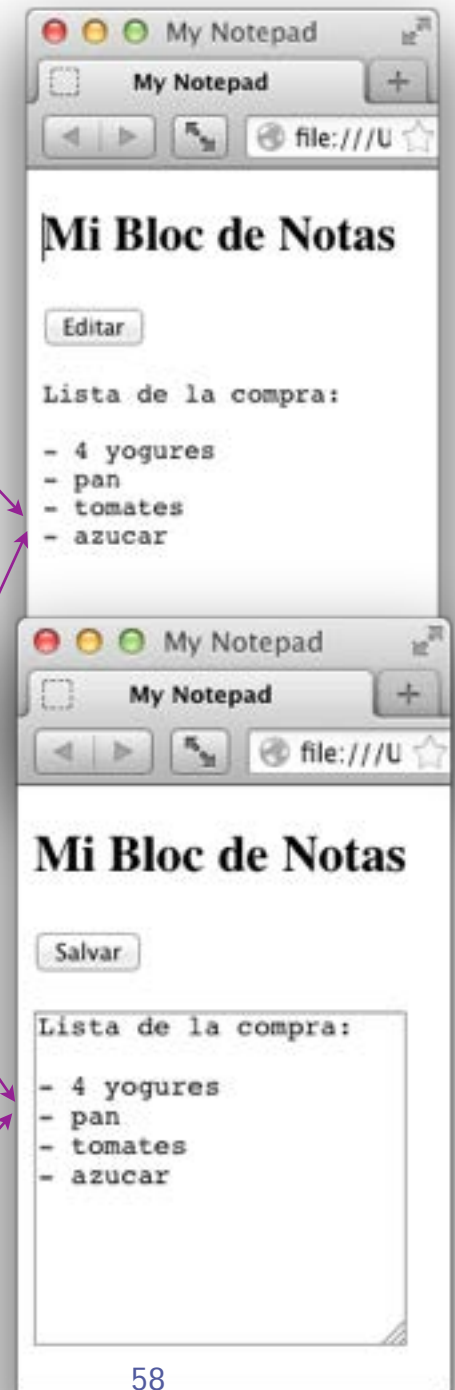 My Notepad
My Notepad
+
file:///U
Mi Bloc de Notas
Editar
Lista de la compra:
- 4 yogures
- pan
- tomates
- azucar
My Notepad
My Notepad
+
file:///U
Mi Bloc de Notas
Salvar
Lista de la compra:
- 4 yogures
- pan
- tomates
- azucar
58